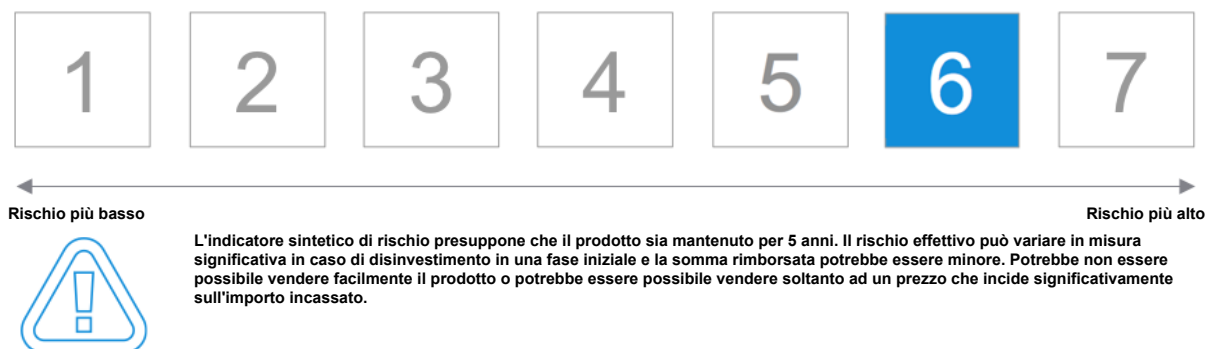 1 2 3 4 5 6 7
Rischio più basso Rischio più alto
L'indicatore sintetico di rischio presuppone che il prodotto sia mantenuto per 5 anni. Il rischio effettivo può variare in misura
significativa in caso di disinvestimento in una fase iniziale e la somma rimborsata potrebbe essere minore. Potrebbe non essere
possibile vendere facilmente il prodotto o potrebbe essere possibile vendere soltanto ad un prezzo che incide significativamente
sull'importo incassato.